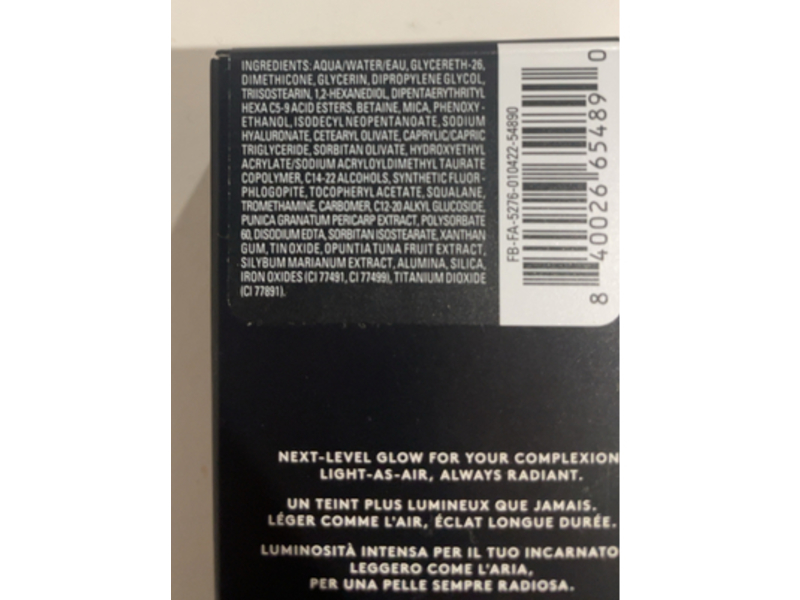 INGREDIENTS: AQUA/WATER/EAU, GLYCERETH-26,
DIMETHICONE, GLYCERIN, DIPROPYLENE GLYCOL,
TRIISOSTEARIN, 1,2-HEXANEDIOL, DIPENTAERYTHRITYL
HEXA C5-9 ACID ESTERS, BETAINE, MICA, PHENOXY-
ETHANOL, ISODECYL NEOPENTANOATE, SODIUM
HYALURONATE, CETEARYL OLIVATE, CAPRYLIC/CAPRIC
TRIGLYCERIDE, SORBITAN OLIVATE, HYDROXYETHYL
ACRYLATE/SODIUM ACRYLOYLDIMETHYL TAURATE
COPOLYMER, C14-22 ALCOHOLS, SYNTHETIC FLUOR-
PHLOGOPITE, TOCOPHERYL ACETATE, SQUALANE,
TROMETHAMINE, CARBOMER, C12-20 ALKYL GLUCOSIDE,
PUNICA GRANATUM PERICARP EXTRACT, POLYSORBATE
60, DISODIUM EDTA, SORBITAN ISOSTEARATE, XANTHAN
GUM, TIN OXIDE, OPUNTIA TUNA FRUIT EXTRACT,
SILYBUM MARIANUM EXTRACT, ALUMINA, SILICA,
IRON OXIDES (CI 77491, CI 77499), TITANIUM DIOXIDE
(CI 77891).
FB-FA-5276-010422-54890
8 40026 65489 0
NEXT-LEVEL GLOW FOR YOUR COMPLEXION
LIGHT-AS-AIR, ALWAYS RADIANT.
UN TEINT PLUS LUMINEUX QUE JAMAIS.
LÉGER COMME L'AIR, ÉCLAT LONGUE DURÉE.
LUMINOSITÀ INTENSA PER IL TUO INCARNATO
LEGGERO COME L'ARIA,
PER UNA PELLE SEMPRE RADIOSA.